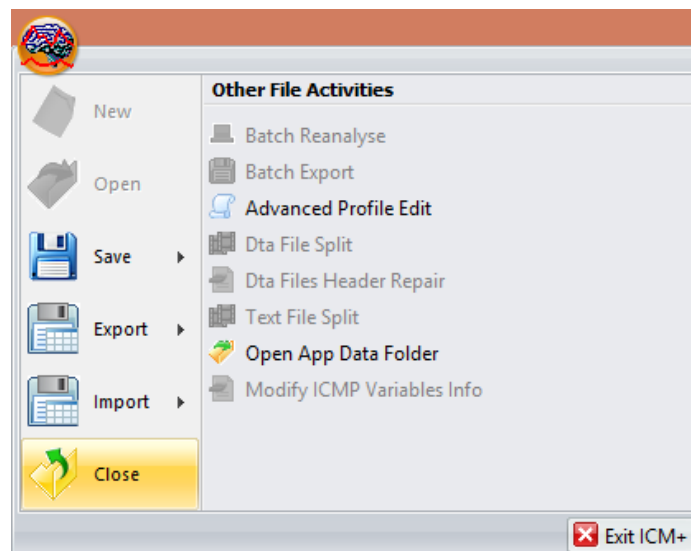 New
Open
Save
Export
Import
Close
Other File Activities
Batch Reanalyse
Batch Export
Advanced Profile Edit
Dta File Split
Dta Files Header Repair
Text File Split
Open App Data Folder
Modify ICMP Variables Info
Exit ICM+